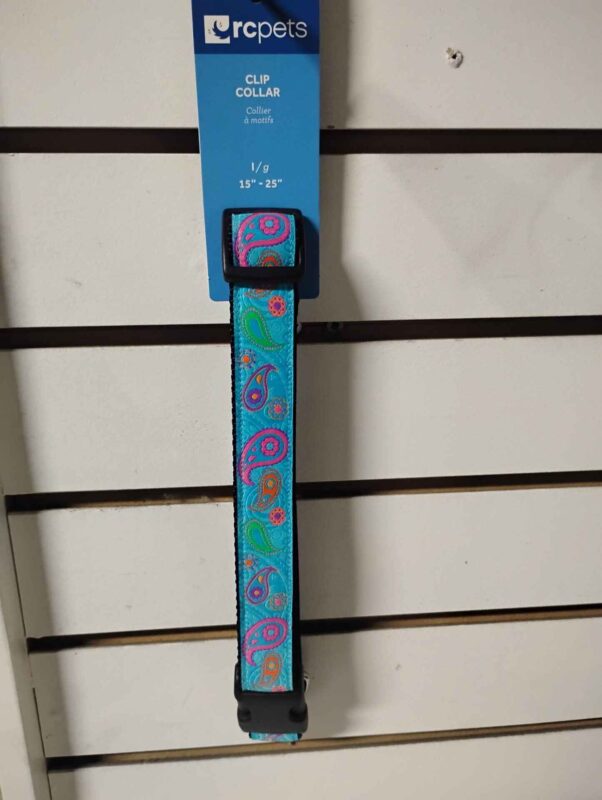 rcpets
CLIP
COLLAR
Collier
à motifs
l/g
15" - 25"